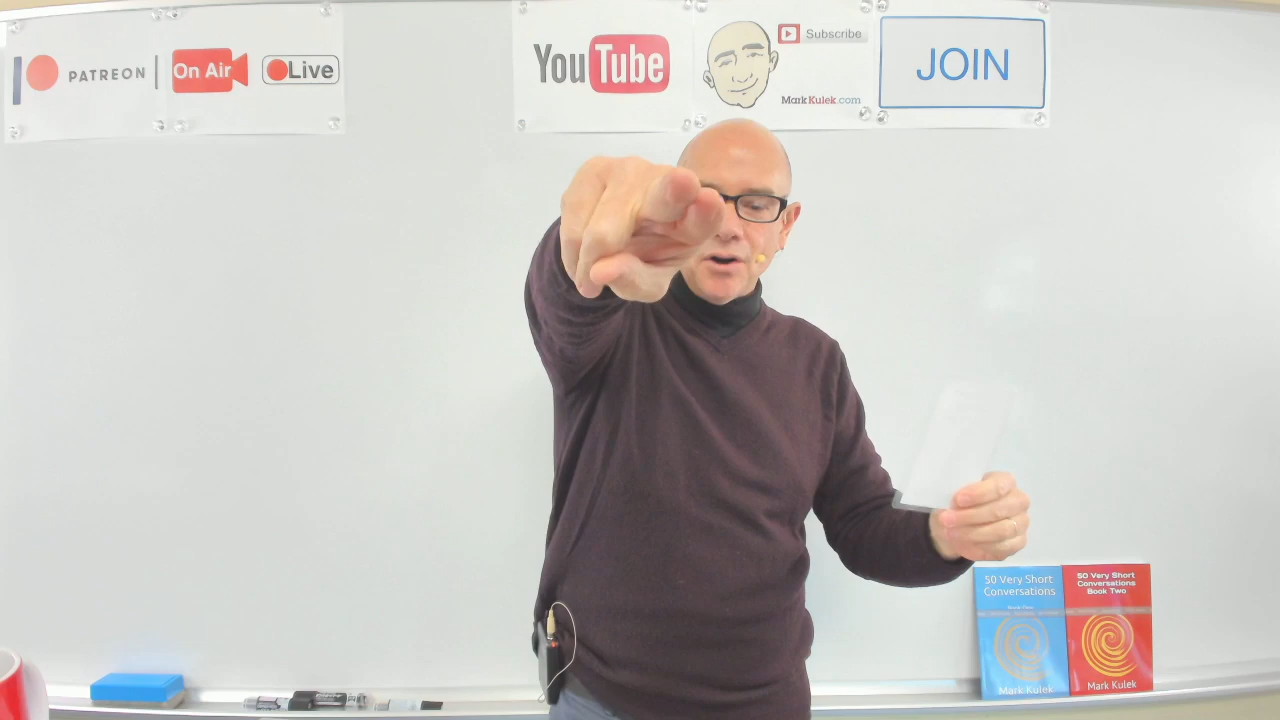 PATREON
On Air
Live
YouTube
Subscribe
MarkKulek.com
JOIN
50 Very Short
Conversations
Mark Kulek
50 Very Short
Conversations
Book Two
Mark Kulek